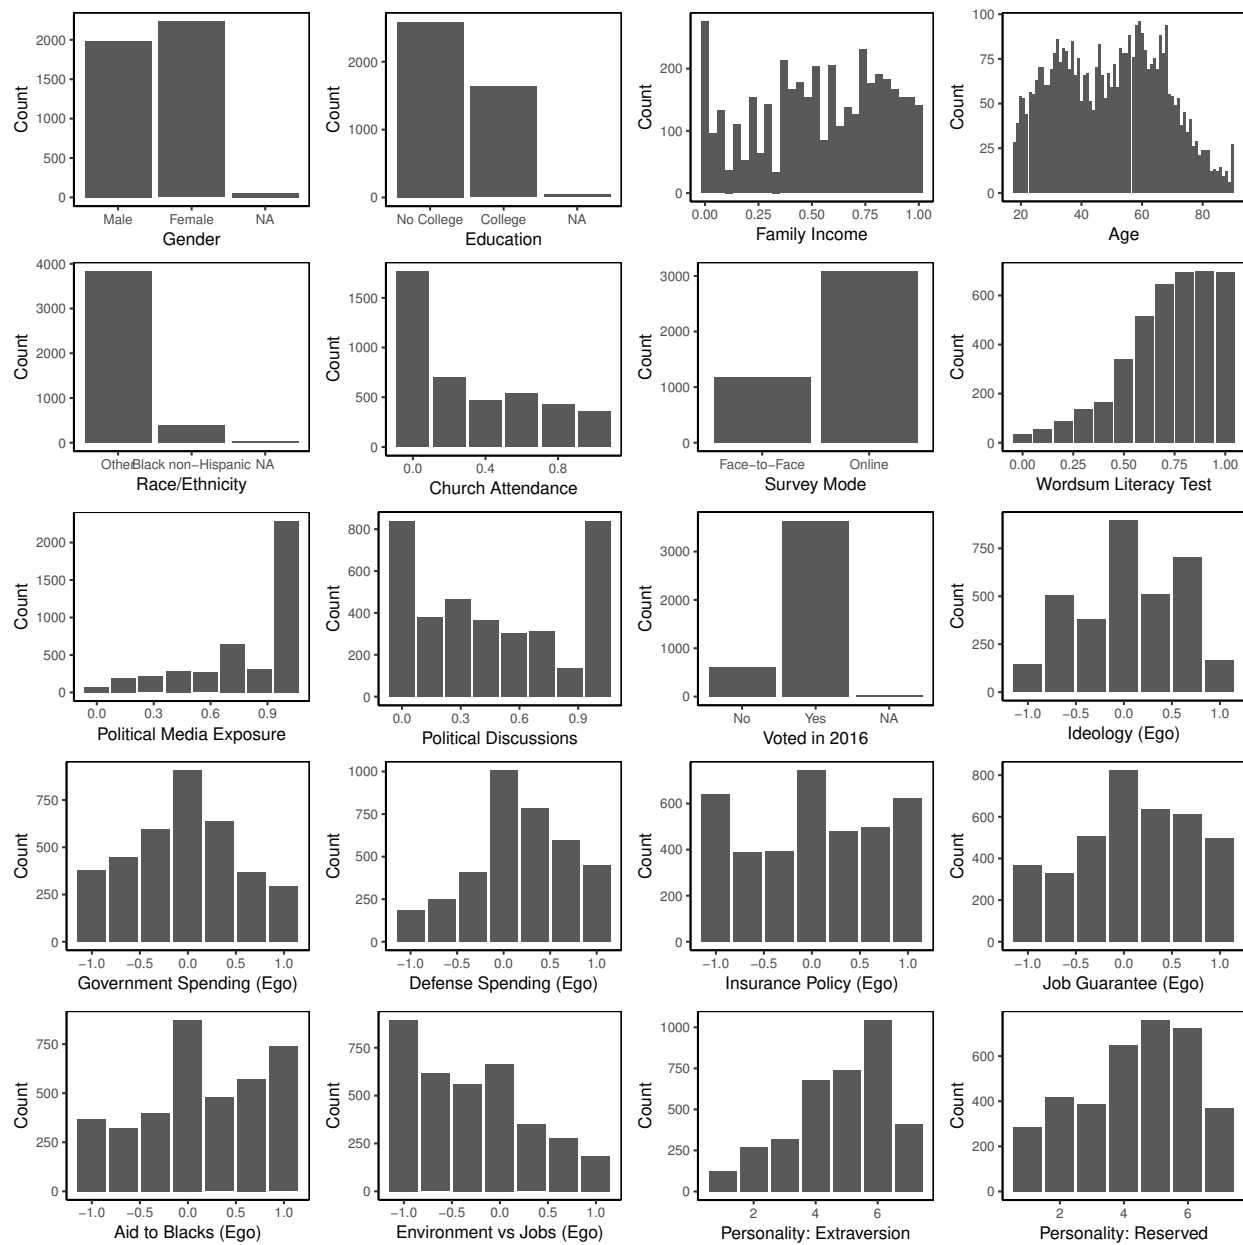 Count
2000
1500
1000
500
0
Male Female NA
Gender
Count
2000
1000
0
No College College NA
Education
Count
200
100
0
0.00 0.25 0.50 0.75 1.00
Family Income
Count
100
75
50
25
0
20 40 60 80
Age
Count
4000
3000
2000
1000
0
Other Black non−Hispanic NA
Race/Ethnicity
Count
1500
1000
500
0
0.0 0.4 0.8
Church Attendance
Count
3000
2000
1000
0
Face−to−Face Online
Survey Mode
Count
600
400
200
0
0.00 0.25 0.50 0.75 1.00
Wordsum Literacy Test
Count
2000
1500
1000
500
0
0.0 0.3 0.6 0.9
Political Media Exposure
Count
800
600
400
200
0
0.0 0.3 0.6 0.9
Political Discussions
Count
3000
2000
1000
0
No Yes NA
Voted in 2016
Count
750
500
250
0
−1.0 −0.5 0.0 0.5 1.0
Ideology (Ego)
Count
750
500
250
0
−1.0 −0.5 0.0 0.5 1.0
Government Spending (Ego)
Count
1000
750
500
250
0
−1.0 −0.5 0.0 0.5 1.0
Defense Spending (Ego)
Count
600
400
200
0
−1.0 −0.5 0.0 0.5 1.0
Insurance Policy (Ego)
Count
800
600
400
200
0
−1.0 −0.5 0.0 0.5 1.0
Job Guarantee (Ego)
Count
750
500
250
0
−1.0 −0.5 0.0 0.5 1.0
Aid to Blacks (Ego)
Count
750
500
250
0
−1.0 −0.5 0.0 0.5 1.0
Environment vs Jobs (Ego)
Count
1000
750
500
250
0
2 4 6
Personality: Extraversion
Count
600
400
200
0
2 4 6
Personality: Reserved